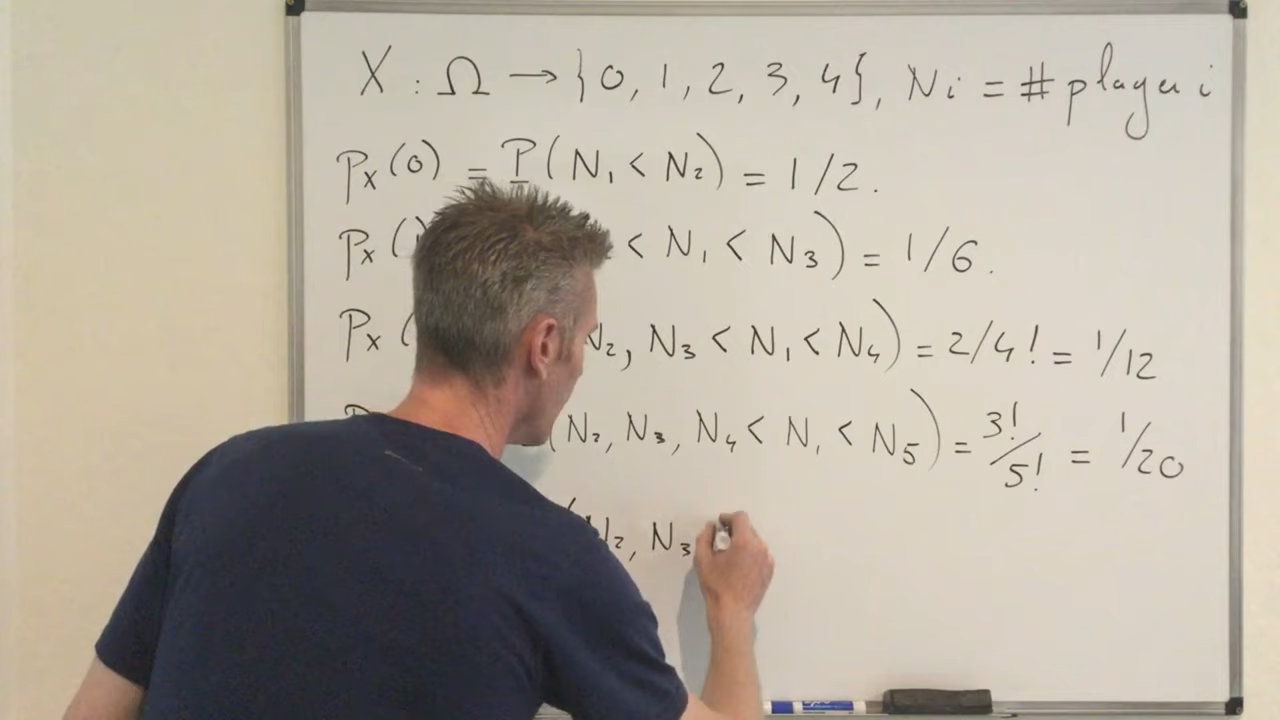 X : Ω → {0, 1, 2, 3, 4}, Ni = # player i
Px(0) = P(N₁ < N₂) = 1/2.
Px( < N₁ < N₃) = 1/6.
Px( N₂, N₃ < N₁ < N₄) = 2/4! = 1/12
(N₂, N₃, N₄ < N₁ < N₅) = 3!/5! = 1/20
(N₂, N₃